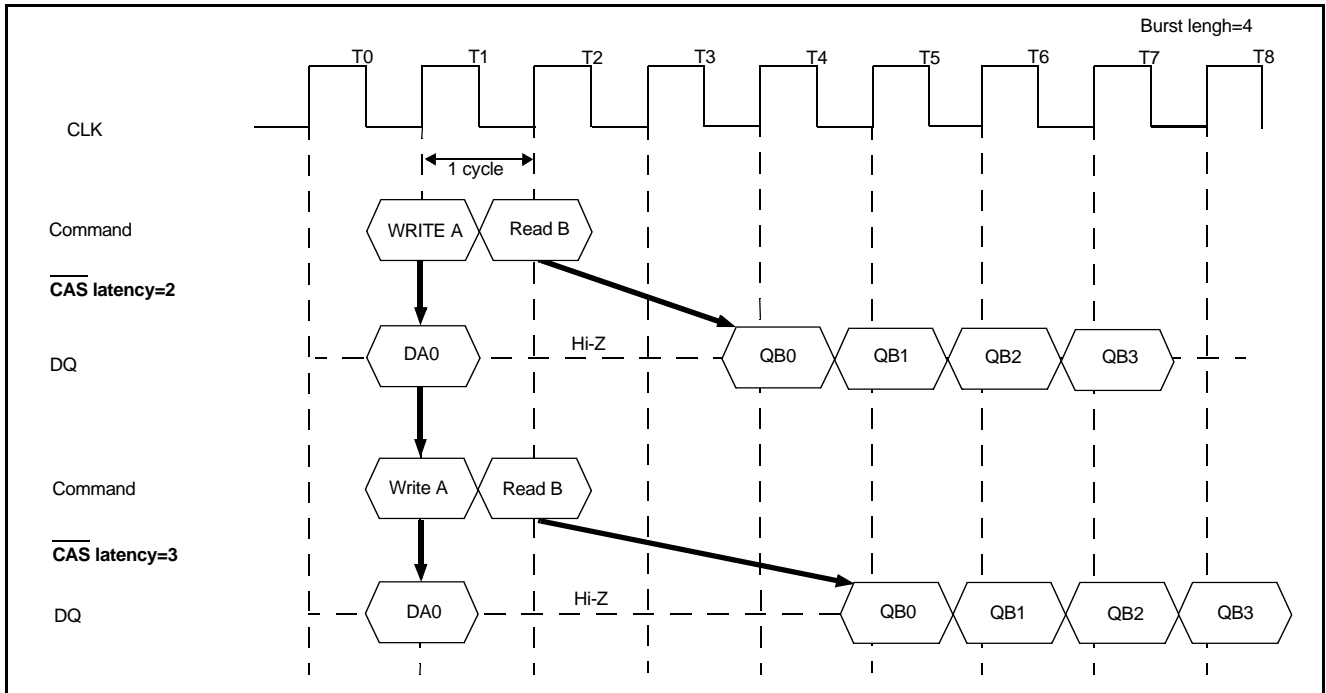 Burst lengh=4
T0 T1 T2 T3 T4 T5 T6 T7 T8
CLK
1 cycle
Command WRITE A Read B
CAS latency=2
DQ DA0 Hi-Z QB0 QB1 QB2 QB3
Command Write A Read B
CAS latency=3
DQ DA0 Hi-Z QB0 QB1 QB2 QB3